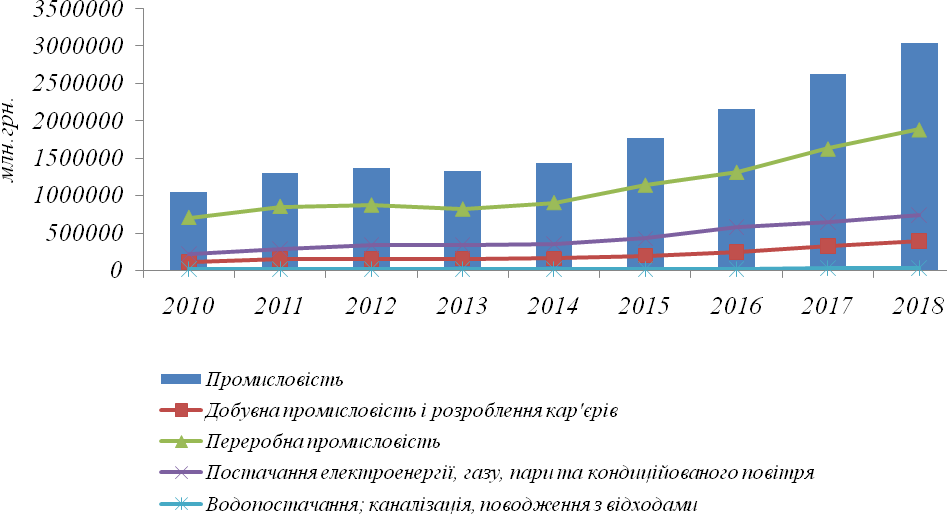 3500000
3000000
2500000
2000000
1500000
1000000
500000
0
млн.грн.
2010 2011 2012 2013 2014 2015 2016 2017 2018
Промисловість
Добувна промисловість і розроблення кар'єрів
Переробна промисловість
Постачання електроенергії, газу, пари та кондиційованого повітря
Водопостачання; каналізація, поводження з відходами